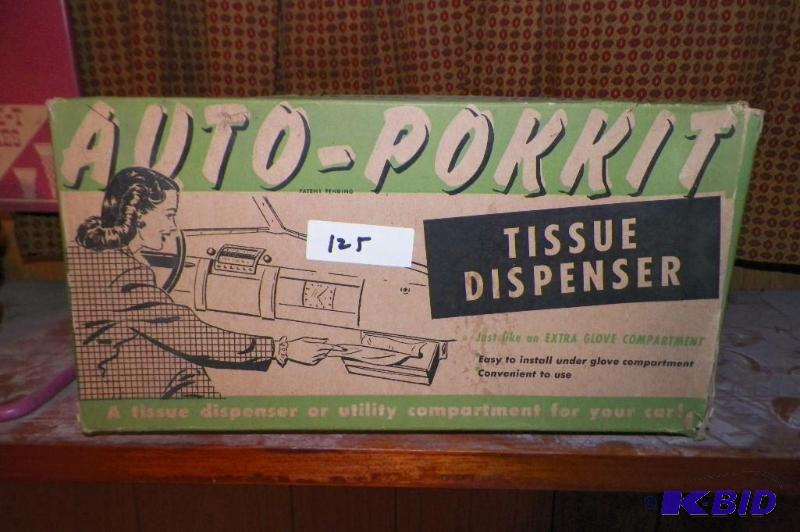 AUTO-POKKIT
PATENT PENDING
125
TISSUE
DISPENSER
Just like an EXTRA GLOVE COMPARTMENT
Easy to install under glove compartment
Convenient to use
A tissue dispenser or utility compartment for your car!
K-BID